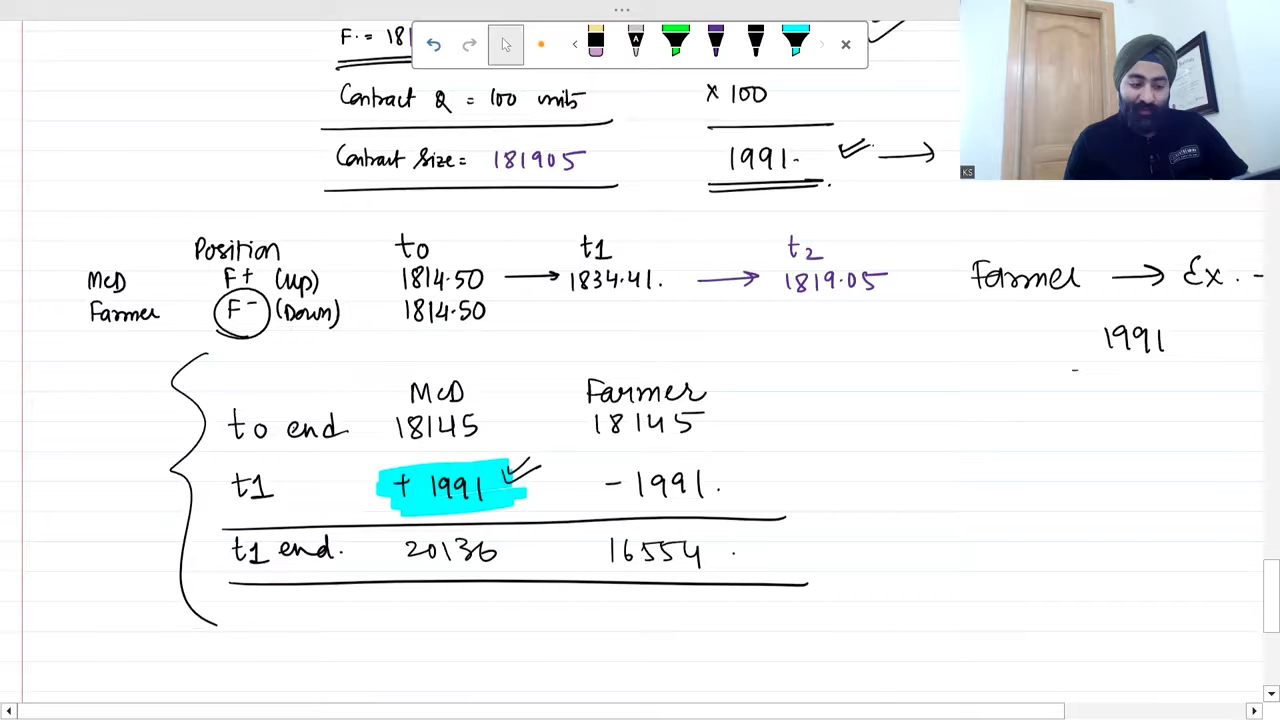 F. = 181
Contract Q = 100 units × 100
Contract Size = 181905 1991.
Position t0 t1 t2
McD F+ (Up) 1814.50 → 1834.41. → 1819.05
Farmer F- (Down) 1814.50
Farmer → Ex. -
1991
McD Farmer
to end 18145 18145
t1 + 1991 - 1991.
t1 end. 20136 16554.
KS